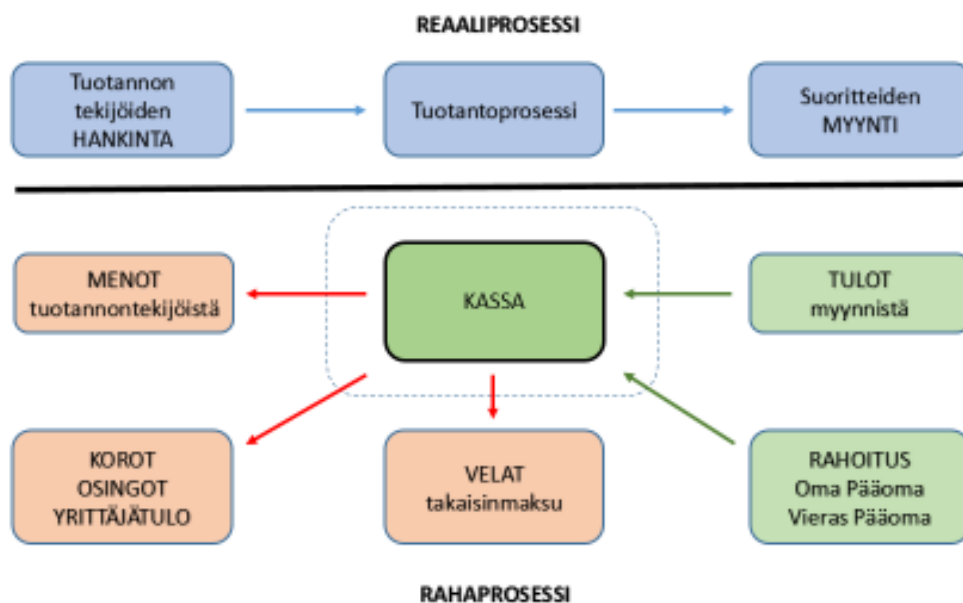 REAALIPROSESSI
Tuotannon
tekijöiden
HANKINTA
Tuotantoprosessi
Suoritteiden
MYYNTI
MENOT
tuotannontekijöistä
KASSA
TULOT
myynnistä
KOROT
OSINGOT
YRITTÄJÄTULO
VELAT
takaisinmaksu
RAHOITUS
Oma Pääoma
Vieras Pääoma
RAHAPROSESSI